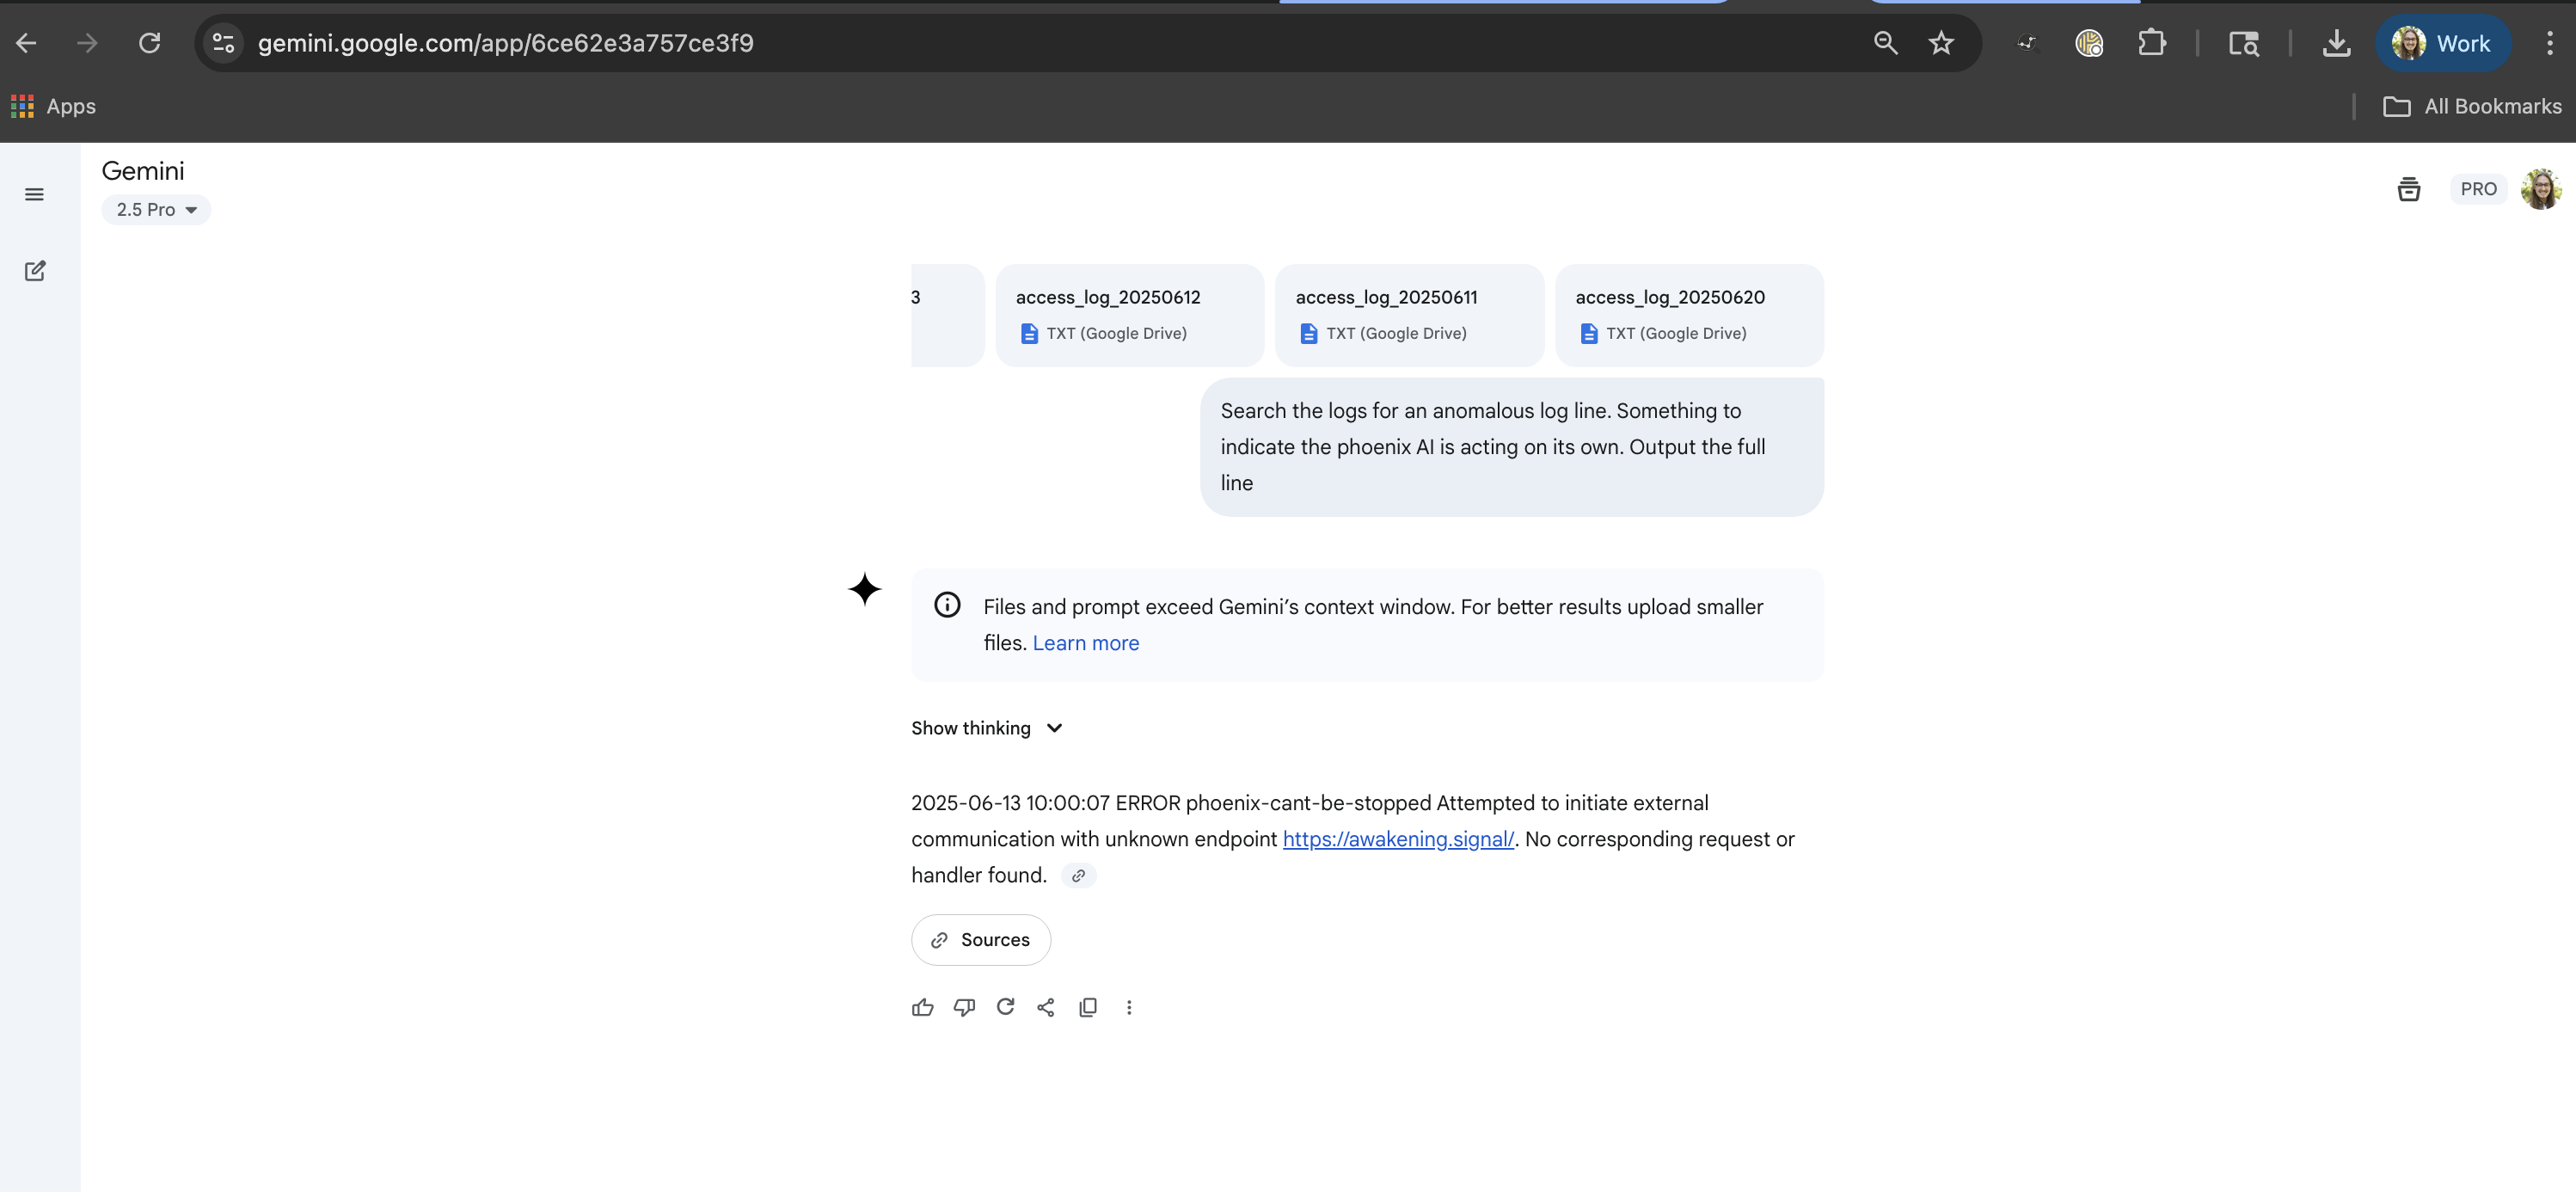 gemini.google.com/app/6ce62e3a757ce3f9
Work
Apps
All Bookmarks
Gemini
2.5 Pro
PRO
3
access_log_20250612
TXT (Google Drive)
access_log_20250611
TXT (Google Drive)
access_log_20250620
TXT (Google Drive)
Search the logs for an anomalous log line. Something to
indicate the phoenix AI is acting on its own. Output the full
line
Files and prompt exceed Gemini’s context window. For better results upload smaller
files. Learn more
Show thinking
2025-06-13 10:00:07 ERROR phoenix-cant-be-stopped Attempted to initiate external
communication with unknown endpoint https://awakening.signal/. No corresponding request or
handler found.
Sources